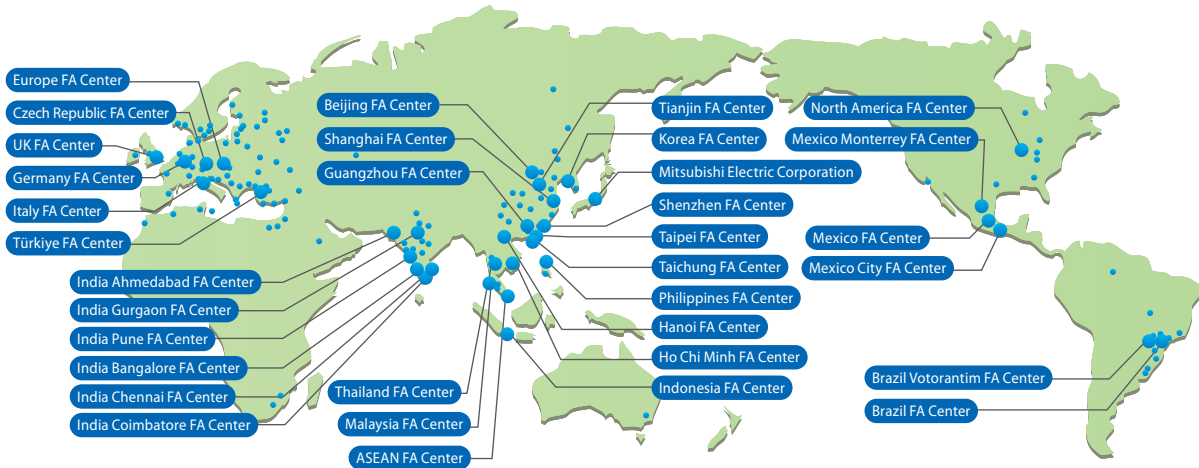 Europe FA Center
Czech Republic FA Center
UK FA Center
Germany FA Center
Italy FA Center
Türkiye FA Center
India Ahmedabad FA Center
India Gurgaon FA Center
India Pune FA Center
India Bangalore FA Center
India Chennai FA Center
India Coimbatore FA Center
Beijing FA Center
Shanghai FA Center
Guangzhou FA Center
Thailand FA Center
Malaysia FA Center
ASEAN FA Center
Tianjin FA Center
Korea FA Center
Mitsubishi Electric Corporation
Shenzhen FA Center
Taipei FA Center
Taichung FA Center
Philippines FA Center
Hanoi FA Center
Ho Chi Minh FA Center
Indonesia FA Center
North America FA Center
Mexico Monterrey FA Center
Mexico FA Center
Mexico City FA Center
Brazil Votorantim FA Center
Brazil FA Center